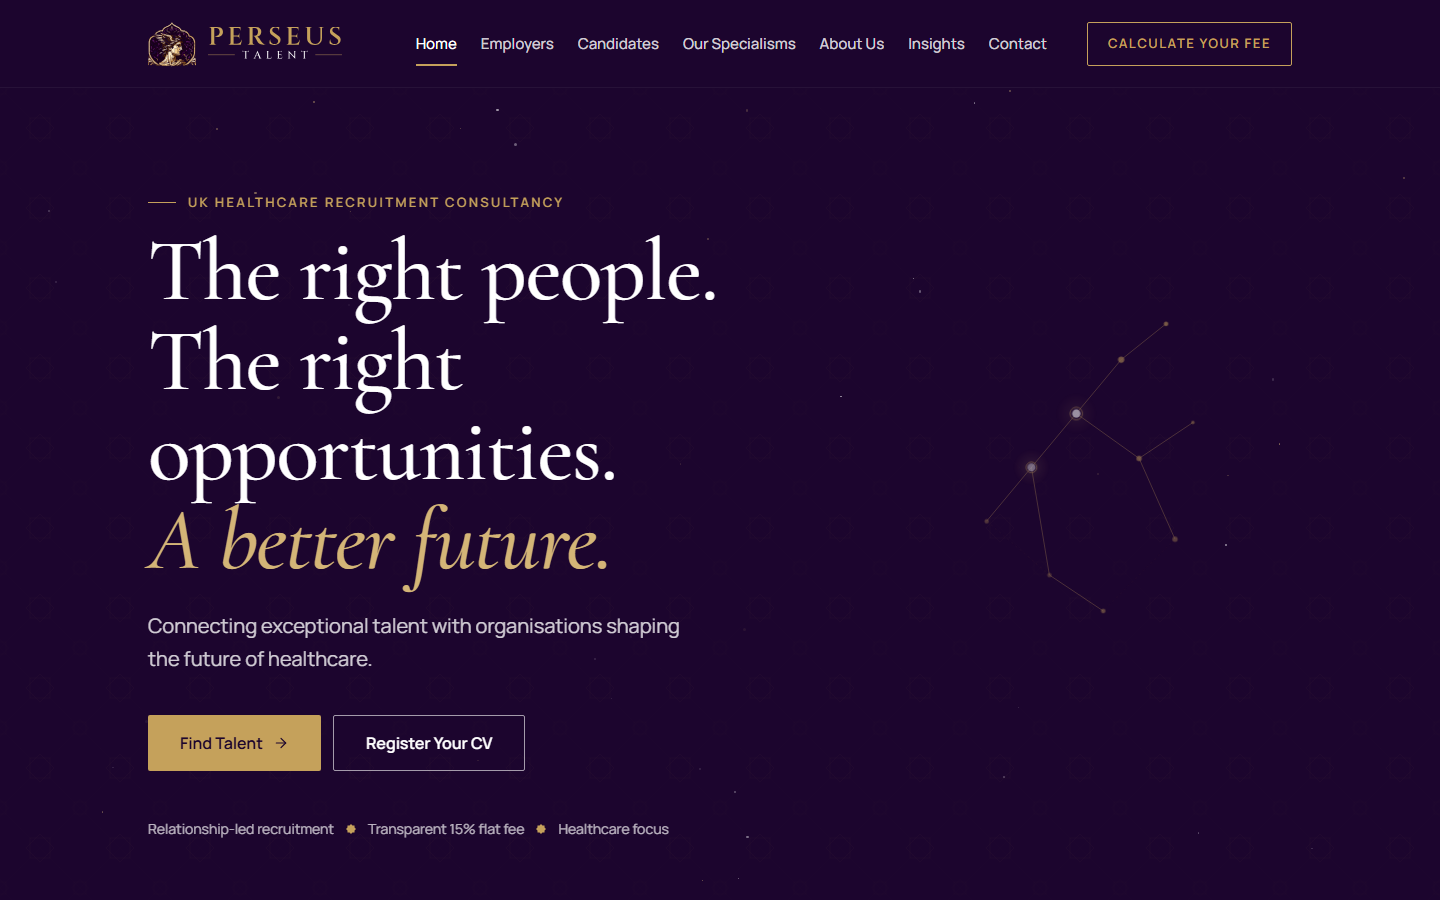 PERSEUS
TALENT
Home
Employers
Candidates
Our Specialisms
About Us
Insights
Contact
CALCULATE YOUR FEE
UK HEALTHCARE RECRUITMENT CONSULTANCY
The right people.
The right
opportunities.
A better future.
Connecting exceptional talent with organisations shaping
the future of healthcare.
Find Talent
Register Your CV
Relationship-led recruitment
Transparent 15% flat fee
Healthcare focus